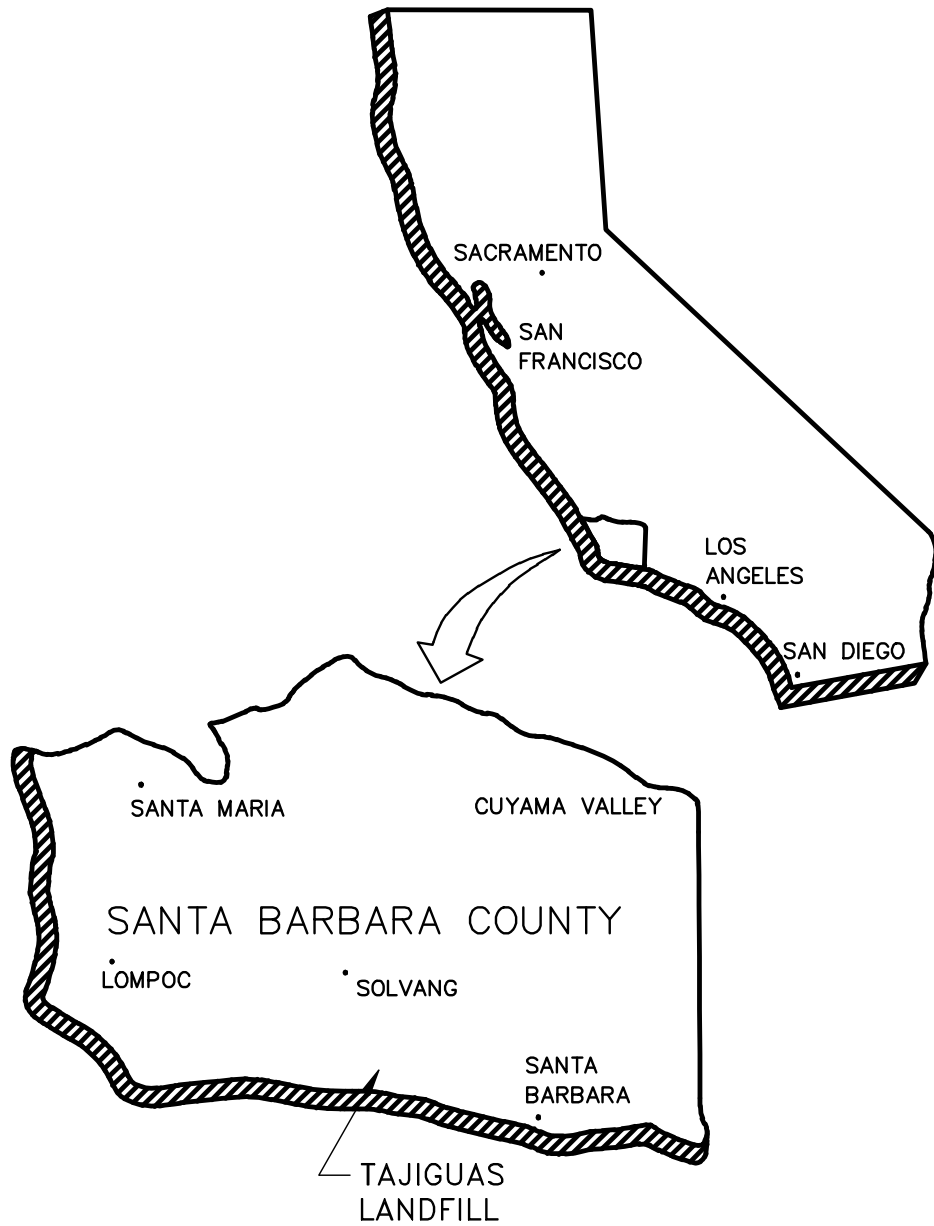 SACRAMENTO
SAN
FRANCISCO
LOS
ANGELES
SAN DIEGO
SANTA MARIA
CUYAMA VALLEY
SANTA BARBARA COUNTY
LOMPOC
SOLVANG
SANTA
BARBARA
TAJIGUAS
LANDFILL